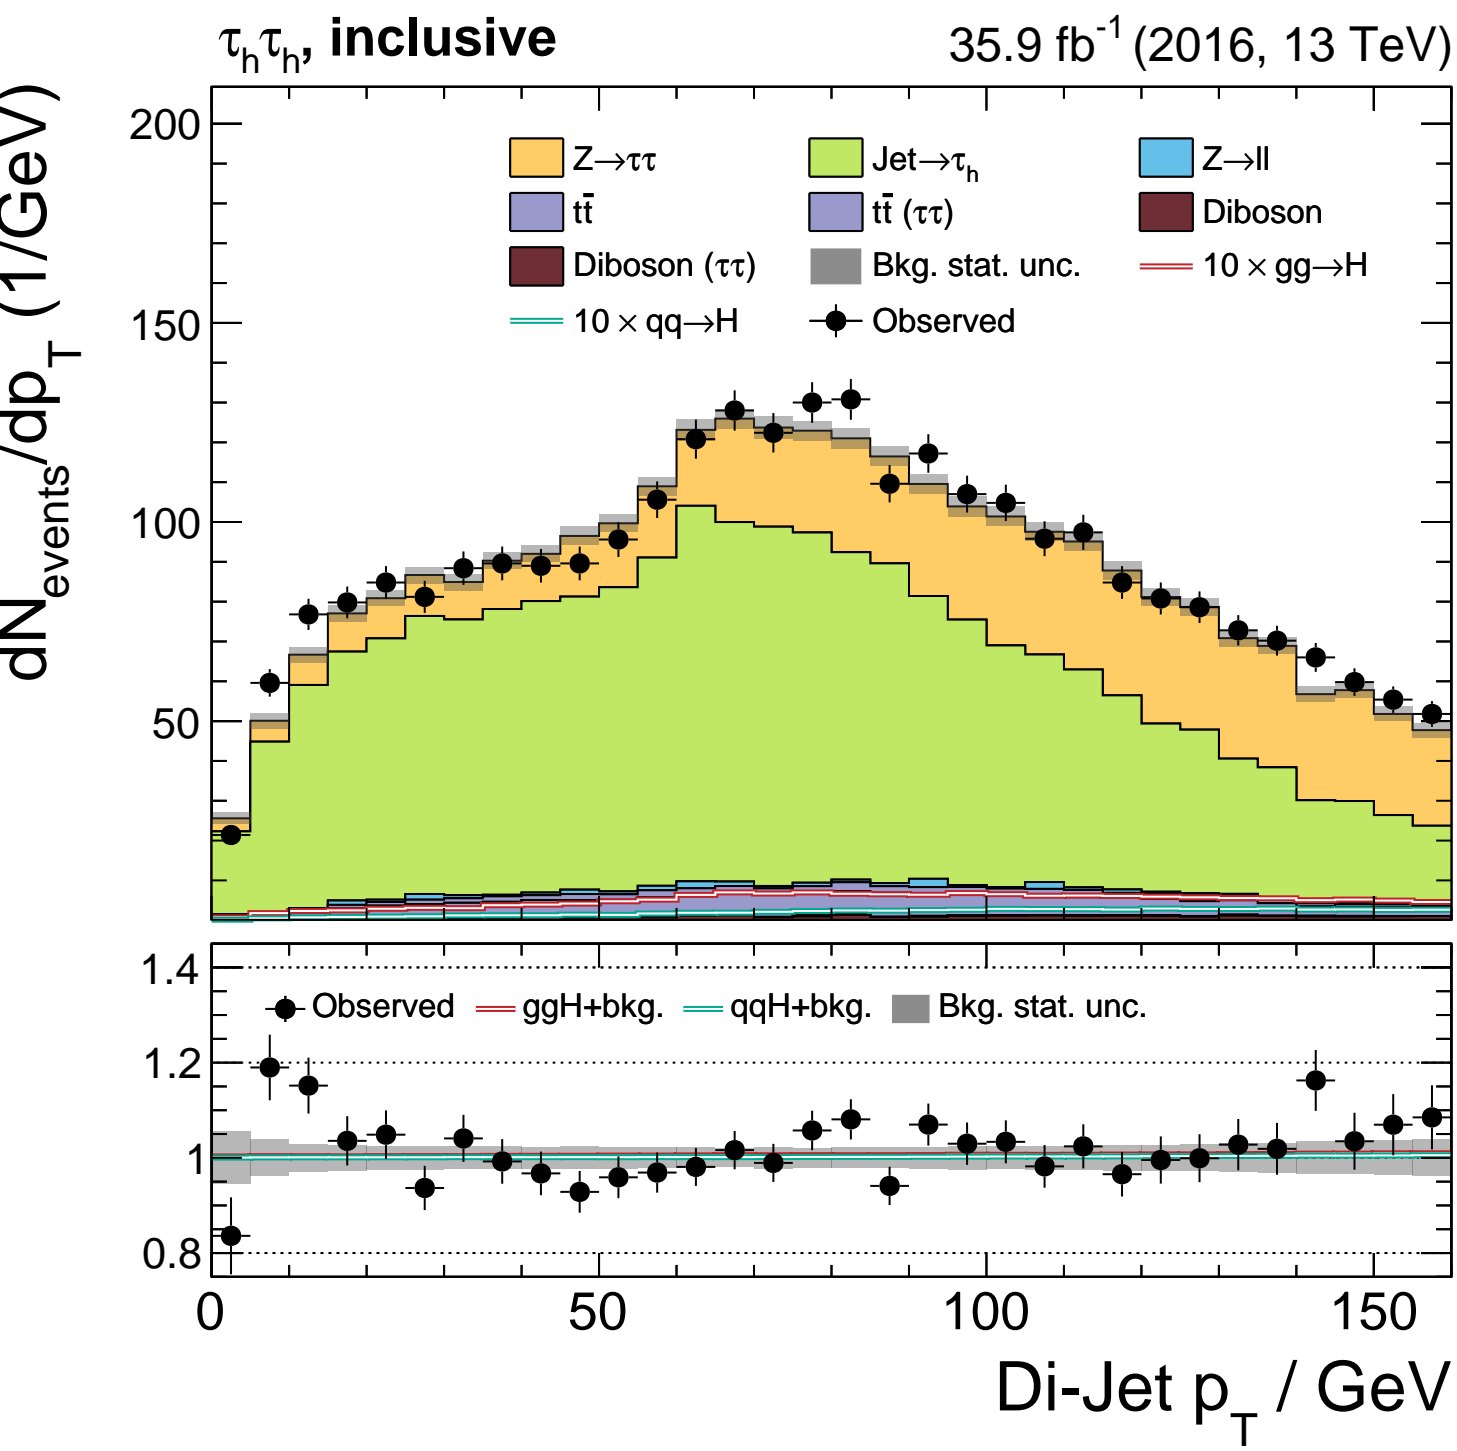 τhτh, inclusive
35.9 fb-1 (2016, 13 TeV)
dNevents/dpT (1/GeV)
200
150
100
50
Z→ττ
Jet→τh
Z→ll
tt̄
tt̄ (ττ)
Diboson
Diboson (ττ)
Bkg. stat. unc.
10 × gg→H
10 × qq→H
Observed
1.4
1.2
1
0.8
Observed
ggH+bkg.
qqH+bkg.
Bkg. stat. unc.
0
50
100
150
Di-Jet pT / GeV